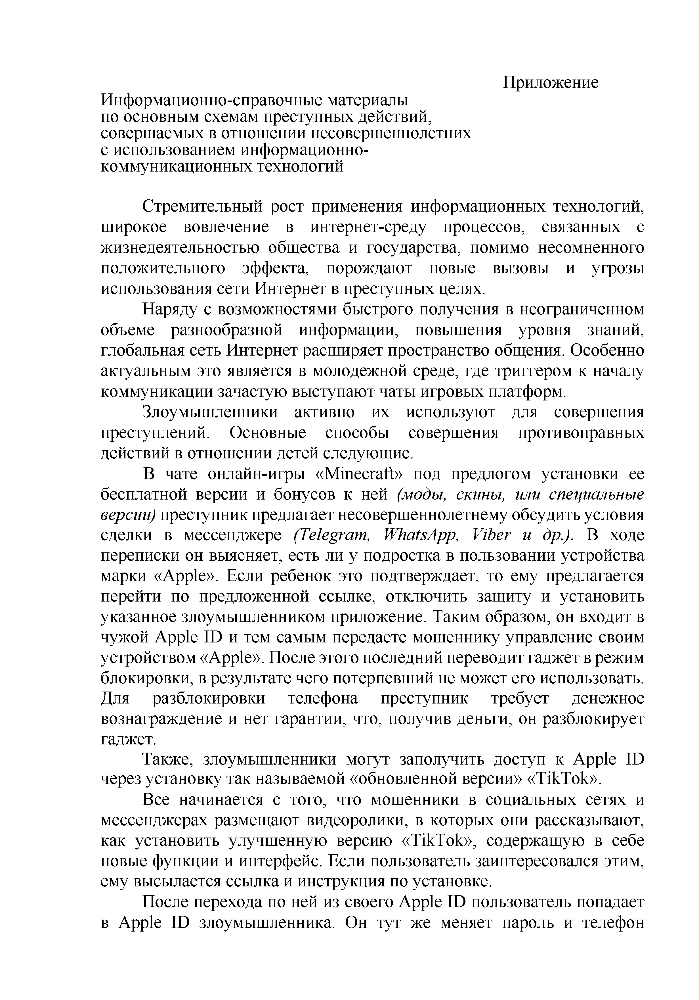 Приложение
Информационно-справочные материалы
по основным схемам преступных действий,
совершаемых в отношении несовершеннолетних
с использованием информационно-
коммуникационных технологий
Стремительный рост применения информационных технологий,
широкое вовлечение в интернет-среду процессов, связанных с
жизнедеятельностью общества и государства, помимо несомненного
положительного эффекта, порождают новые вызовы и угрозы
использования сети Интернет в преступных целях.
Наряду с возможностями быстрого получения в неограниченном
объеме разнообразной информации, повышения уровня знаний,
глобальная сеть Интернет расширяет пространство общения. Особенно
актуальным это является в молодежной среде, где триггером к началу
коммуникации зачастую выступают чаты игровых платформ.
Злоумышленники активно их используют для совершения
преступлений. Основные способы совершения противоправных
действий в отношении детей следующие.
В чате онлайн-игры «Minecraft» под предлогом установки ее
бесплатной версии и бонусов к ней (моды, скины, или специальные
версии) преступник предлагает несовершеннолетнему обсудить условия
сделки в мессенджере (Telegram, WhatsApp, Viber и др.). В ходе
переписки он выясняет, есть ли у подростка в пользовании устройства
марки «Apple». Если ребенок это подтверждает, то ему предлагается
перейти по предложенной ссылке, отключить защиту и установить
указанное злоумышленником приложение. Таким образом, он входит в
чужой Apple ID и тем самым передаете мошеннику управление своим
устройством «Apple». После этого последний переводит гаджет в режим
блокировки, в результате чего потерпевший не может его использовать.
Для разблокировки телефона преступник требует денежное
вознаграждение и нет гарантии, что, получив деньги, он разблокирует
гаджет.
Также, злоумышленники могут заполучить доступ к Apple ID
через установку так называемой «обновленной версии» «TikTok».
Все начинается с того, что мошенники в социальных сетях и
мессенджерах размещают видеоролики, в которых они рассказывают,
как установить улучшенную версию «TikTok», содержащую в себе
новые функции и интерфейс. Если пользователь заинтересовался этим,
ему высылается ссылка и инструкция по установке.
После перехода по ней из своего Apple ID пользователь попадает
в Apple ID злоумышленника. Он тут же меняет пароль и телефон